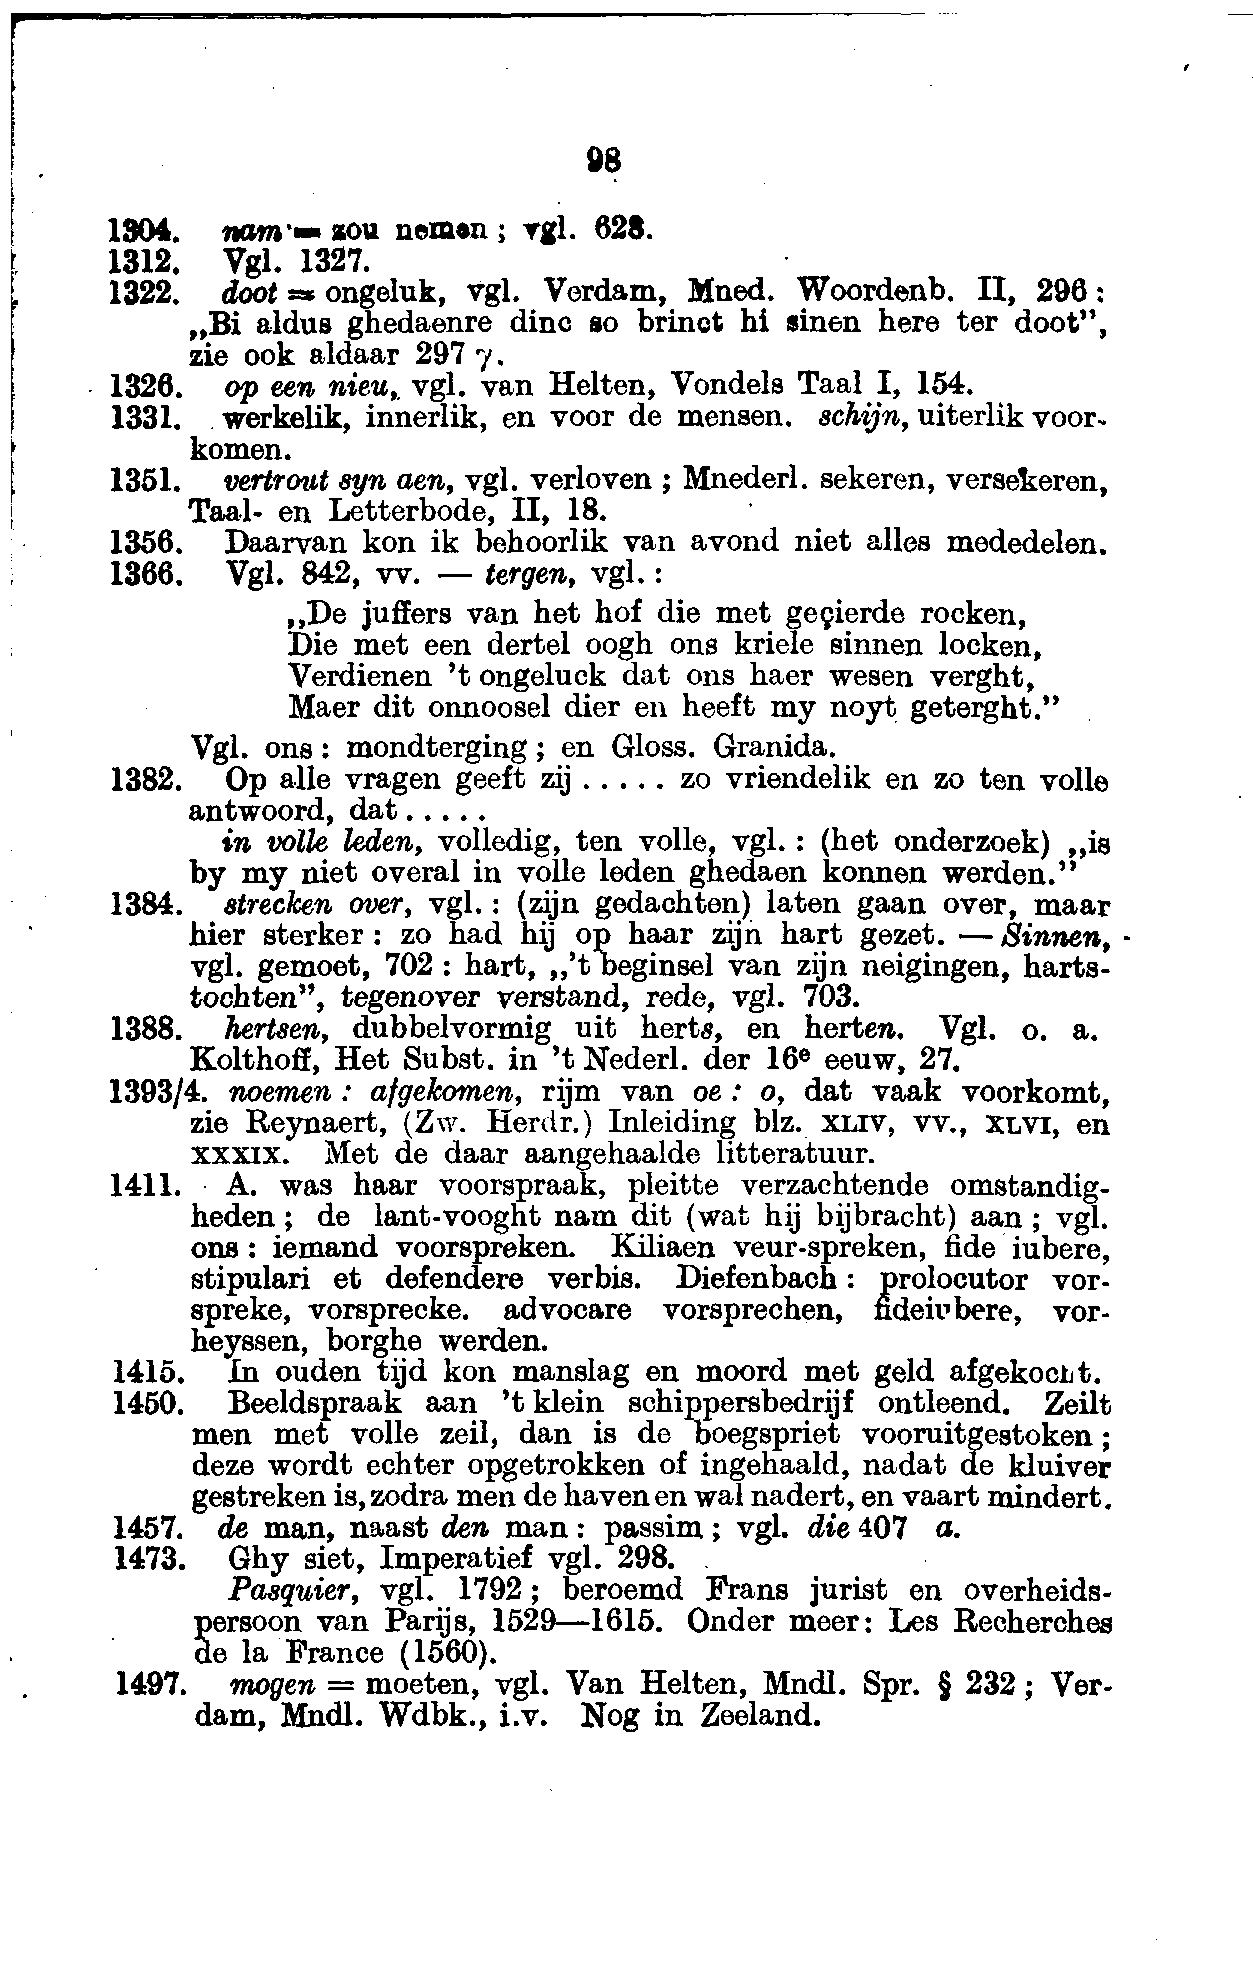 98
1304. nam = zou nemen ; vgl. 628.
1312. Vgl. 1327.
1322. doot = ongeluk, vgl. Verdam, Mned. Woordenb. II, 296 :
„Bi aldus ghedaenre dinc so brinct hi sinen here ter doot”,
zie ook aldaar 297 γ.
1326. op een nieu, vgl. van Helten, Vondels Taal I, 154.
1331. werkelik, innerlik, en voor de mensen. schijn, uiterlik voor-
komen.
1351. vertrout syn aen, vgl. verloven ; Mnederl. sekeren, versekeren,
Taal- en Letterbode, II, 18.
1356. Daarvan kon ik behoorlik van avond niet alles mededelen.
1366. Vgl. 842, vv. — tergen, vgl. :
„De juffers van het hof die met geçierde rocken,
Die met een dertel oogh ons kriele sinnen locken,
Verdienen ’t ongeluck dat ons haer wesen verght,
Maer dit onnoosel dier en heeft my noyt geterght.”
Vgl. ons : mondterging ; en Gloss. Granida.
1382. Op alle vragen geeft zij . . . . . zo vriendelik en zo ten volle
antwoord, dat . . . . .
in volle leden, volledig, ten volle, vgl. : (het onderzoek) „is
by my niet overal in volle leden ghedaen konnen werden.”
1384. strecken over, vgl. : (zijn gedachten) laten gaan over, maar
hier sterker : zo had hij op haar zijn hart gezet. — Sinnen,
vgl. gemoet, 702 : hart, „’t beginsel van zijn neigingen, harts-
tochten”, tegenover verstand, rede, vgl. 703.
1388. hertsen, dubbelvormig uit herts, en herten. Vgl. o. a.
Kolthoff, Het Subst. in ’t Nederl. der 16e eeuw, 27.
1393/4. noemen : afgekomen, rijm van oe : o, dat vaak voorkomt,
zie Reynaert, (Zw. Herdr.) Inleiding blz. XLIV, VV., XLVI, en
XXXIX. Met de daar aangehaalde litteratuur.
1411. A. was haar voorspraak, pleitte verzachtende omstandig-
heden ; de lant-vooght nam dit (wat hij bijbracht) aan ; vgl.
ons : iemand voorspreken. Kiliaen veur-spreken, fide iubere,
stipulari et defendere verbis. Diefenbach : prolocutor vor-
spreke, vorsprecke. advocare vorsprechen, fideiubere, vor-
heyssen, borghe werden.
1415. In ouden tijd kon manslag en moord met geld afgekocht.
1450. Beeldspraak aan ’t klein schippersbedrijf ontleend. Zeilt
men met volle zeil, dan is de boegspriet vooruitgestoken ;
deze wordt echter opgetrokken of ingehaald, nadat de kluiver
gestreken is, zodra men de haven en wal nadert, en vaart mindert.
1457. de man, naast den man : passim ; vgl. die 407 a.
1473. Ghy siet, Imperatief vgl. 298.
Pasquier, vgl. 1792 ; beroemd Frans jurist en overheids-
persoon van Parijs, 1529—1615. Onder meer: Les Recherches
de la France (1560).
1497. mogen = moeten, vgl. Van Helten, Mndl. Spr. § 232 ; Ver-
dam, Mndl. Wdbk., i.v. Nog in Zeeland.